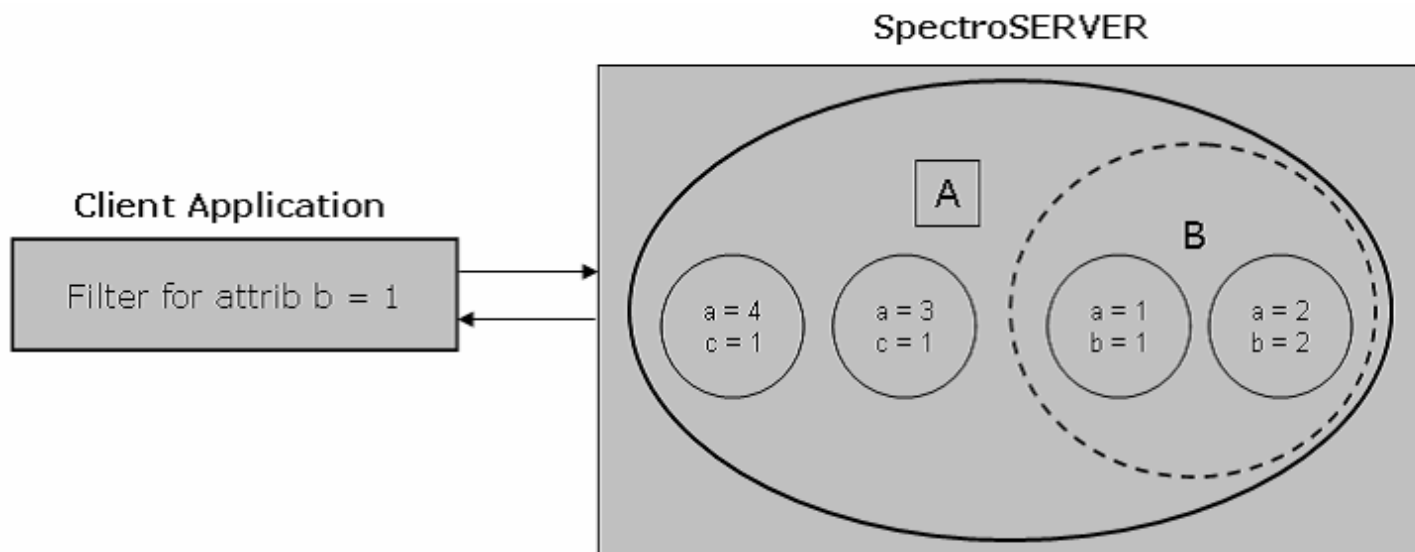 SpectroSERVER
Client Application
Filter for attrib b = 1
A
B
a = 4
c = 1
a = 3
c = 1
a = 1
b = 1
a = 2
b = 2